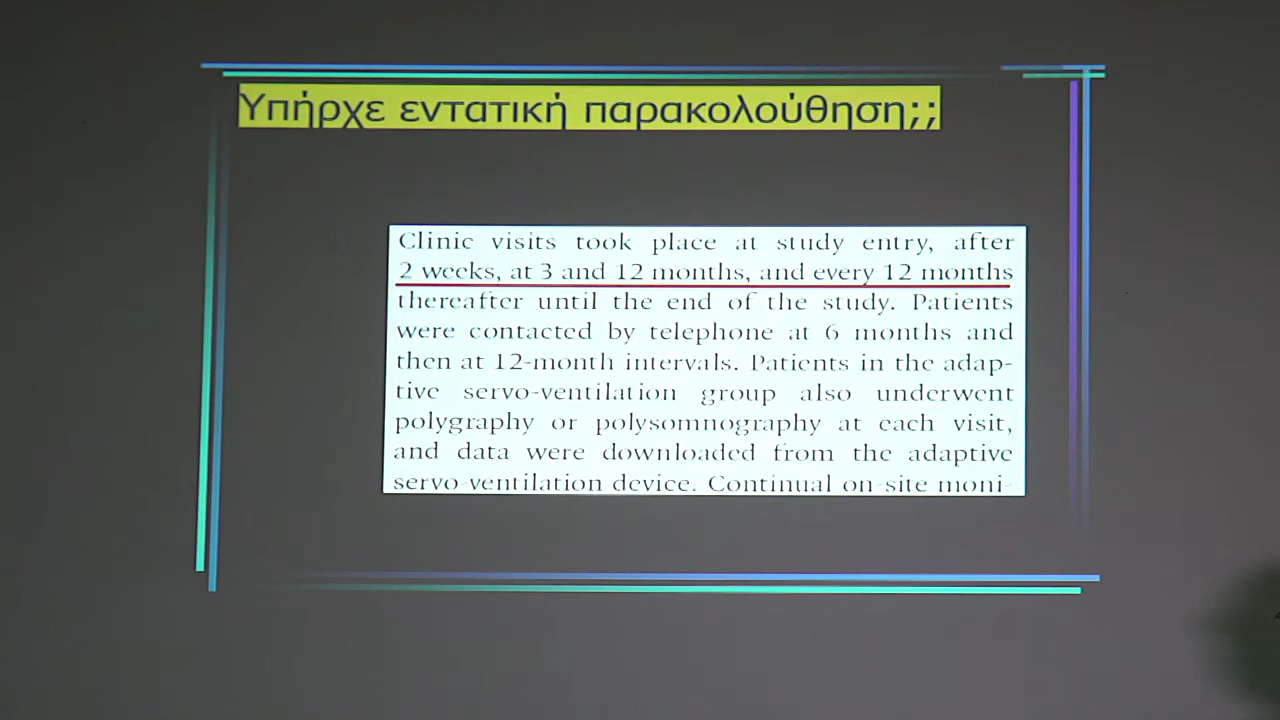 Υπήρχε εντατική παρακολούθηση;;
Clinic visits took place at study entry, after
2 weeks, at 3 and 12 months, and every 12 months
thereafter until the end of the study. Patients
were contacted by telephone at 6 months and
then at 12-month intervals. Patients in the adap-
tive servo-ventilation group also underwent
polygraphy or polysomnography at each visit,
and data were downloaded from the adaptive
servo-ventilation device. Continual on-site moni-